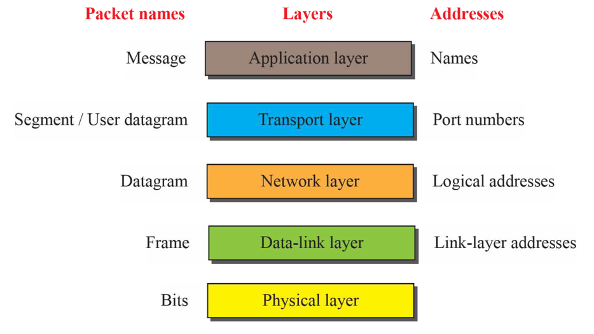 Packet names Layers Addresses
Message Application layer Names
Segment / User datagram Transport layer Port numbers
Datagram Network layer Logical addresses
Frame Data-link layer Link-layer addresses
Bits Physical layer